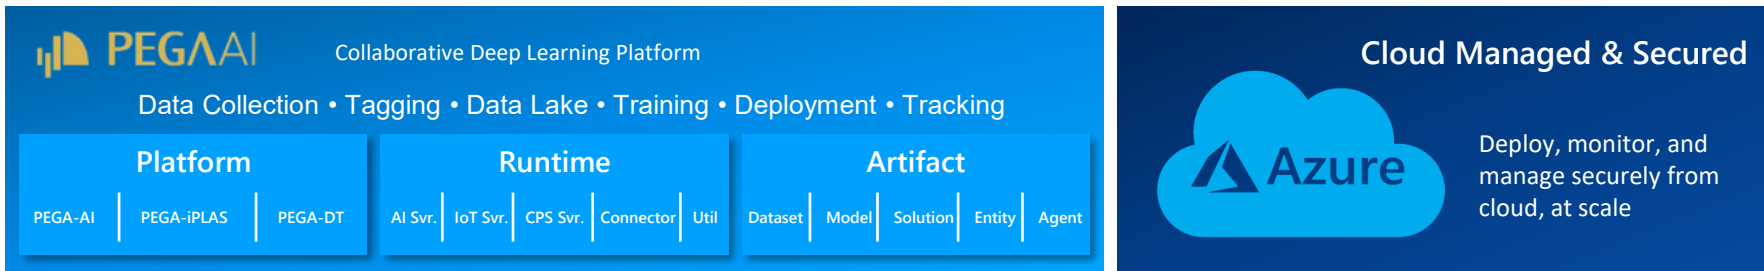 PEGAAI
Collaborative Deep Learning Platform
Data Collection • Tagging • Data Lake • Training • Deployment • Tracking
Platform
PEGA-AI
PEGA-iPLAS
PEGA-DT
Runtime
AI Svr.
IoT Svr.
CPS Svr.
Connector
Util
Artifact
Dataset
Model
Solution
Entity
Agent
Cloud Managed & Secured
Azure
Deploy, monitor, and
manage securely from
cloud, at scale